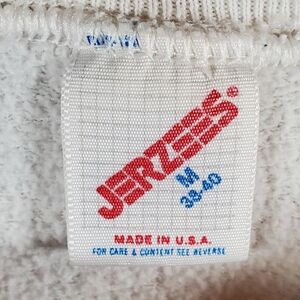 JERZEES®
M
38-40
MADE IN U.S.A.
FOR CARE & CONTENT SEE REVERSE